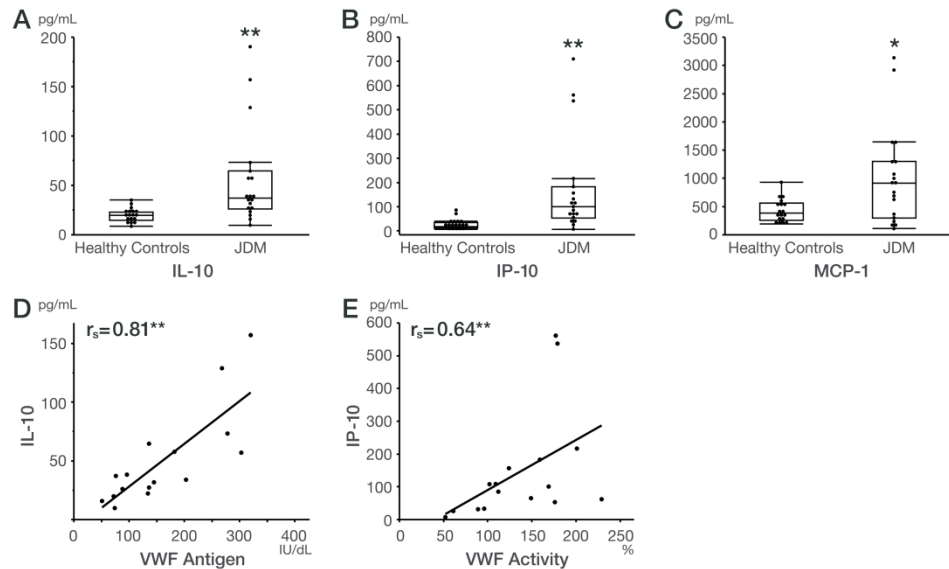 A pg/mL
200
150
100
50
0
**
Healthy Controls JDM
IL-10
B pg/mL
800
700
600
500
400
300
200
100
0
**
Healthy Controls JDM
IP-10
C pg/mL
3500
3000
2500
2000
1500
1000
500
0
*
Healthy Controls JDM
MCP-1
D pg/mL
rs=0.81**
150
100
50
IL-10
0 100 200 300 400
IU/dL
VWF Antigen
E pg/mL
rs=0.64**
600
500
400
300
200
100
0
IP-10
0 50 100 150 200 250
%
VWF Activity